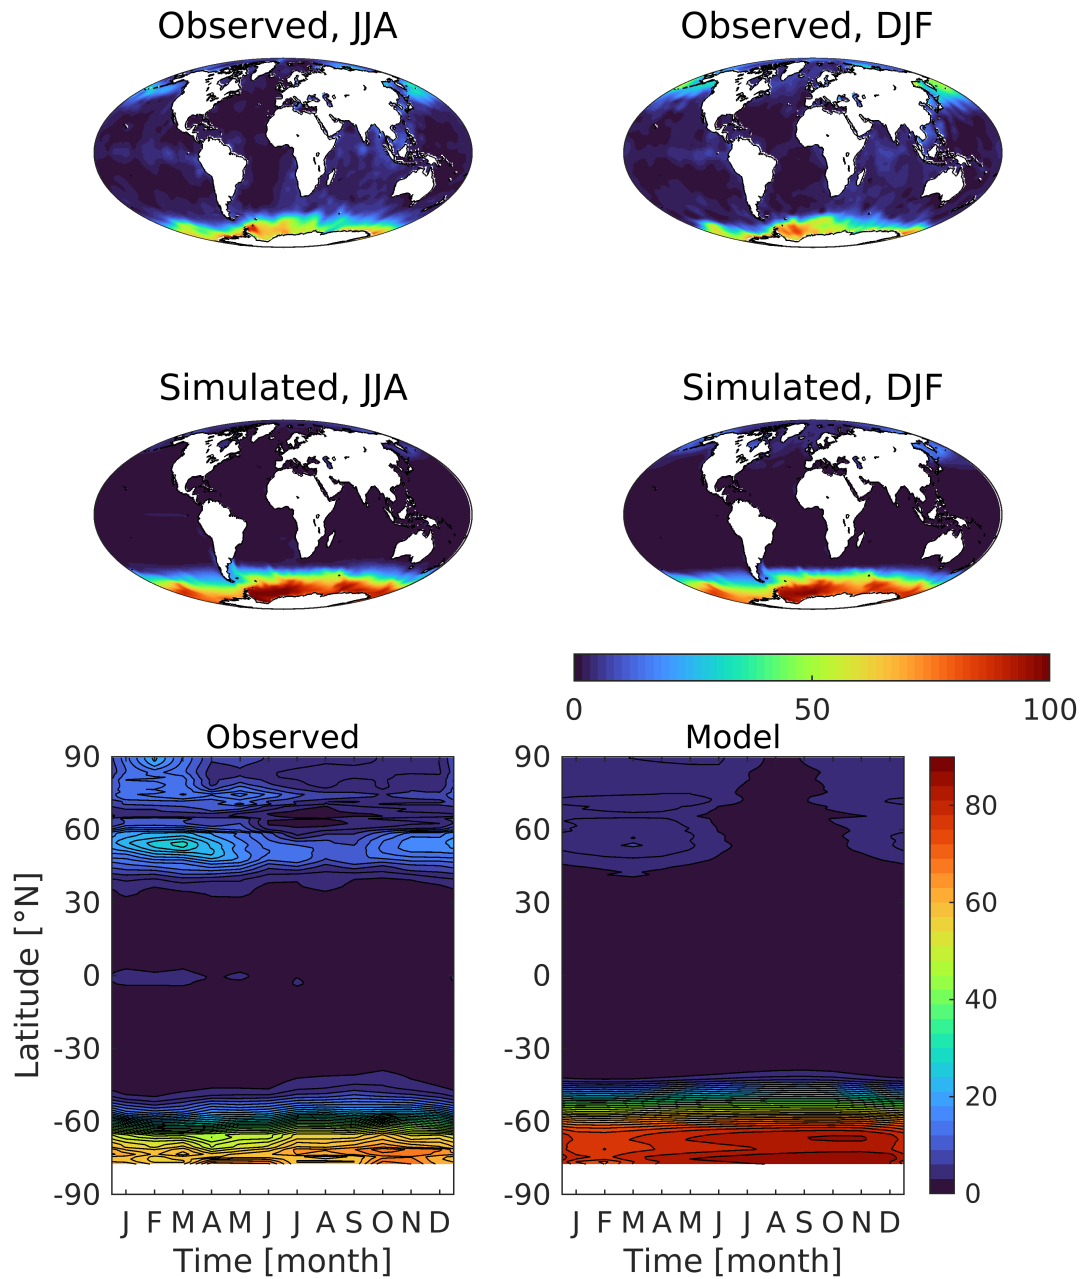 Observed, JJA
Observed, DJF
Simulated, JJA
Simulated, DJF
0 50 100
Observed
Model
90
60
30
0
-30
-60
-90
Latitude [°N]
J F M A M J J A S O N D
Time [month]
90
60
30
0
-30
-60
-90
J F M A M J J A S O N D
Time [month]
80
60
40
20
0